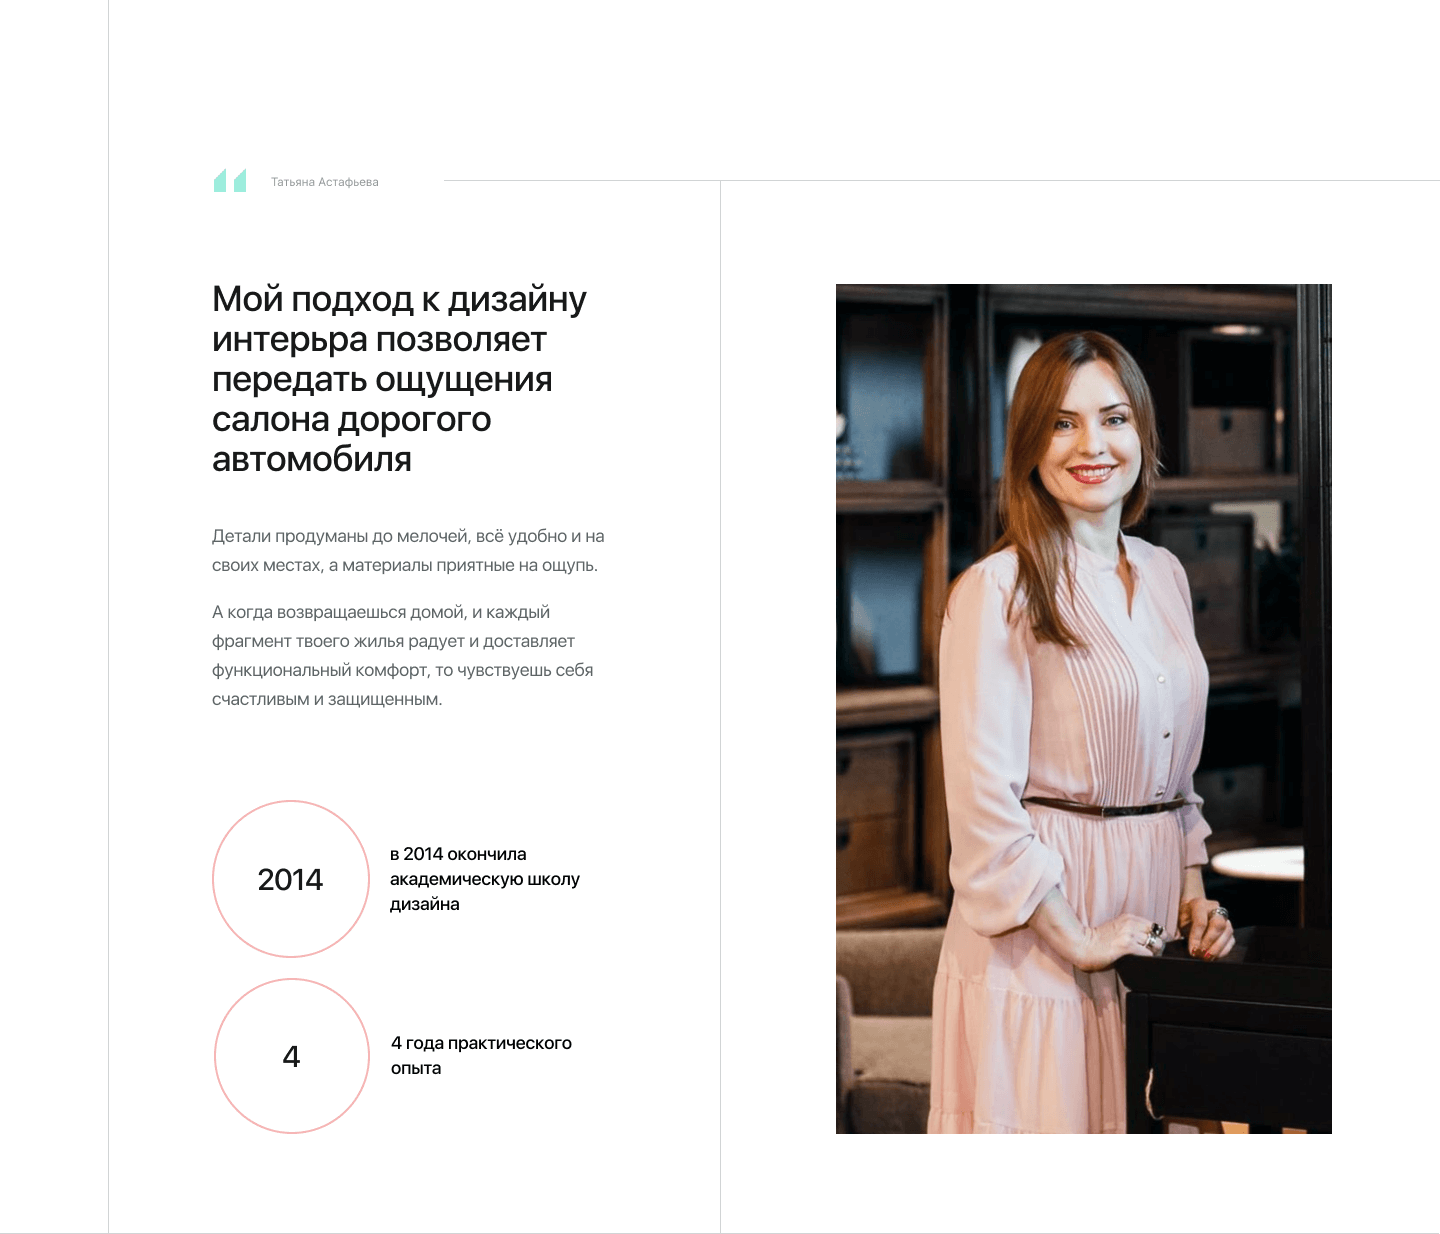 Татьяна Астафьева
Мой подход к дизайну
интерьра позволяет
передать ощущения
салона дорогого
автомобиля
Детали продуманы до мелочей, всё удобно и на
своих местах, а материалы приятные на ощупь.
А когда возвращаешься домой, и каждый
фрагмент твоего жилья радует и доставляет
функциональный комфорт, то чувствуешь себя
счастливым и защищенным.
2014
в 2014 окончила
академическую школу
дизайна
4
4 года практического
опыта